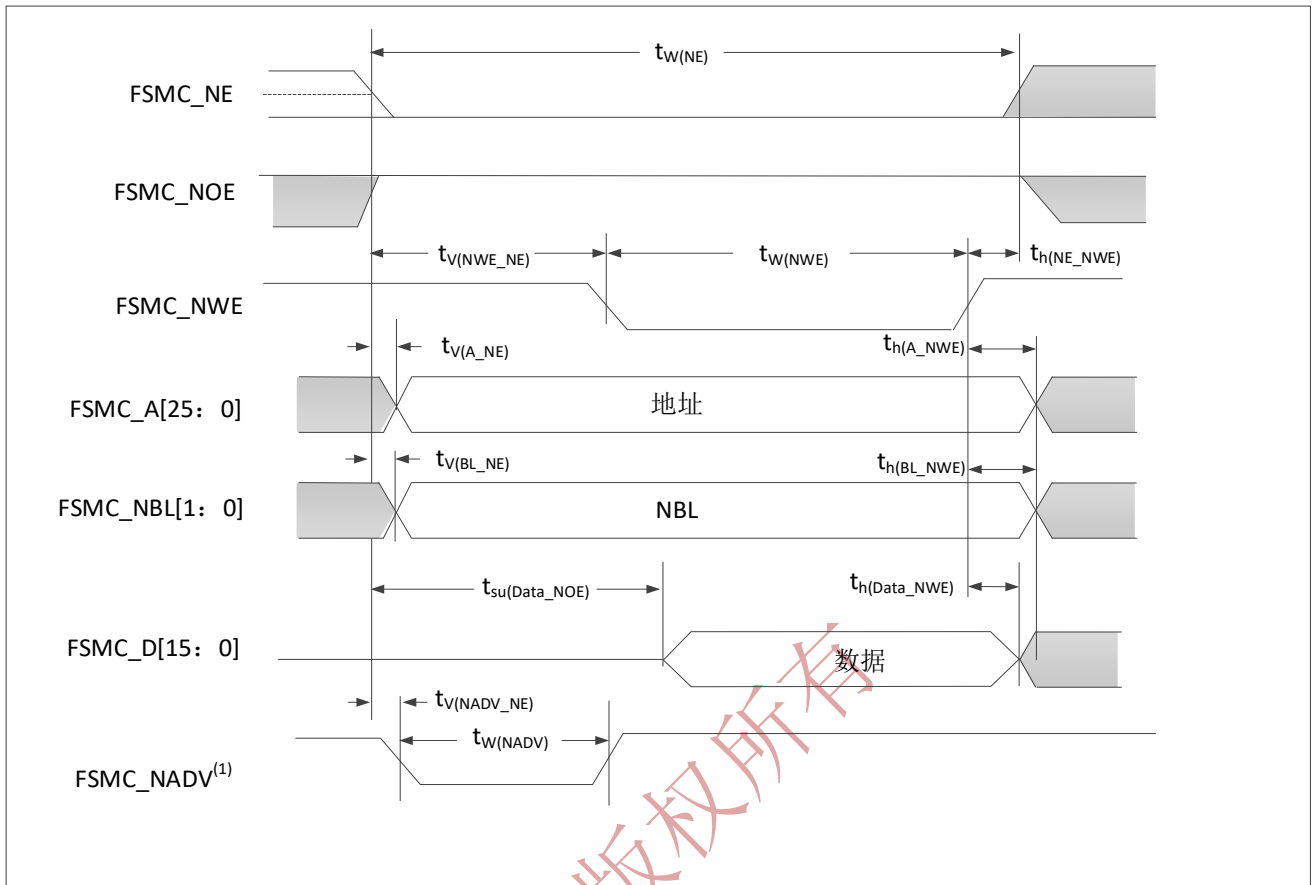 tW(NE)
FSMC_NE
FSMC_NOE
tV(NWE_NE)
tW(NWE)
th(NE_NWE)
FSMC_NWE
tV(A_NE)
th(A_NWE)
FSMC_A[25：0]
地址
tV(BL_NE)
th(BL_NWE)
FSMC_NBL[1：0]
NBL
tsu(Data_NOE)
th(Data_NWE)
FSMC_D[15：0]
数据
tV(NADV_NE)
tW(NADV)
FSMC_NADV(1)
版权所有